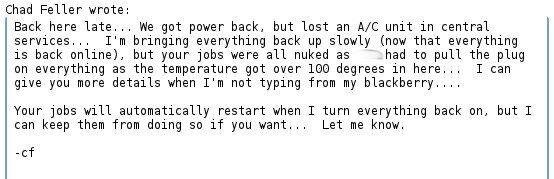 Chad Feller wrote:
Back here late... We got power back, but lost an A/C unit in central
services... I'm bringing everything back up slowly (now that everything
is back online), but your jobs were all nuked as had to pull the plug
on everything as the temperature got over 100 degrees in here... I can
give you more details when I'm not typing from my blackberry....
Your jobs will automatically restart when I turn everything back on, but I
can keep them from doing so if you want... Let me know.
-cf